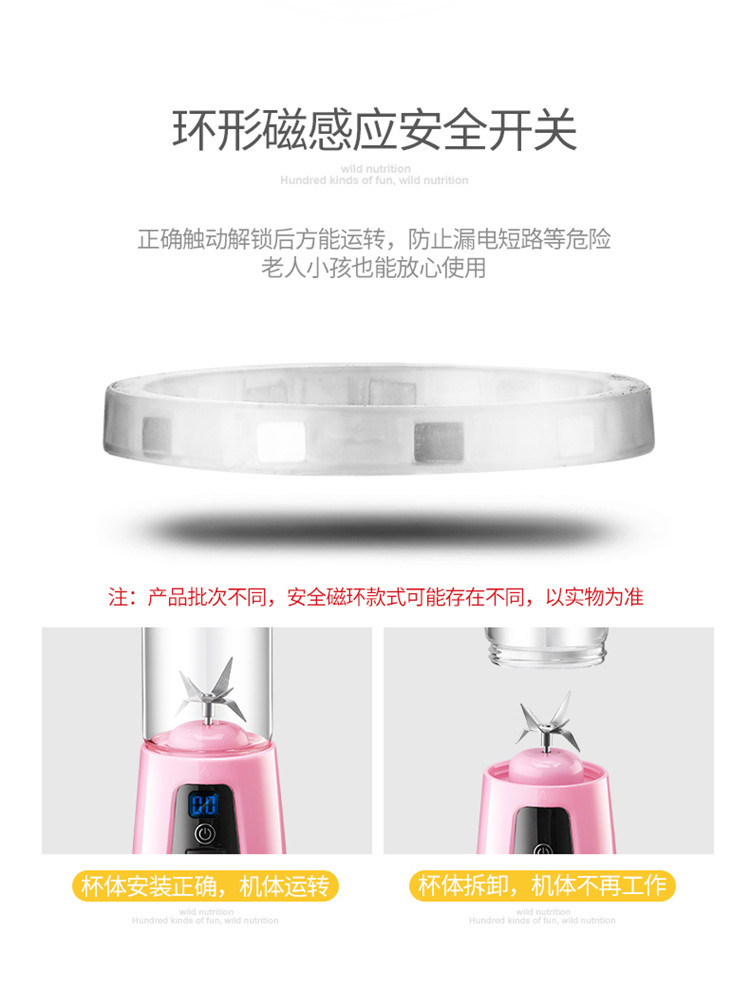 环形磁感应安全开关
wild nutrition
Hundred kinds of fun, wild nutrition
正确触动解锁后方能运转，防止漏电短路等危险
老人小孩也能放心使用
注：产品批次不同，安全磁环款式可能存在不同，以实物为准
00
杯体安装正确，机体运转
wild nutrition
Hundred kinds of fun, wild nutrition
杯体拆卸，机体不再工作
wild nutrition
Hundred kinds of fun, wild nutrition